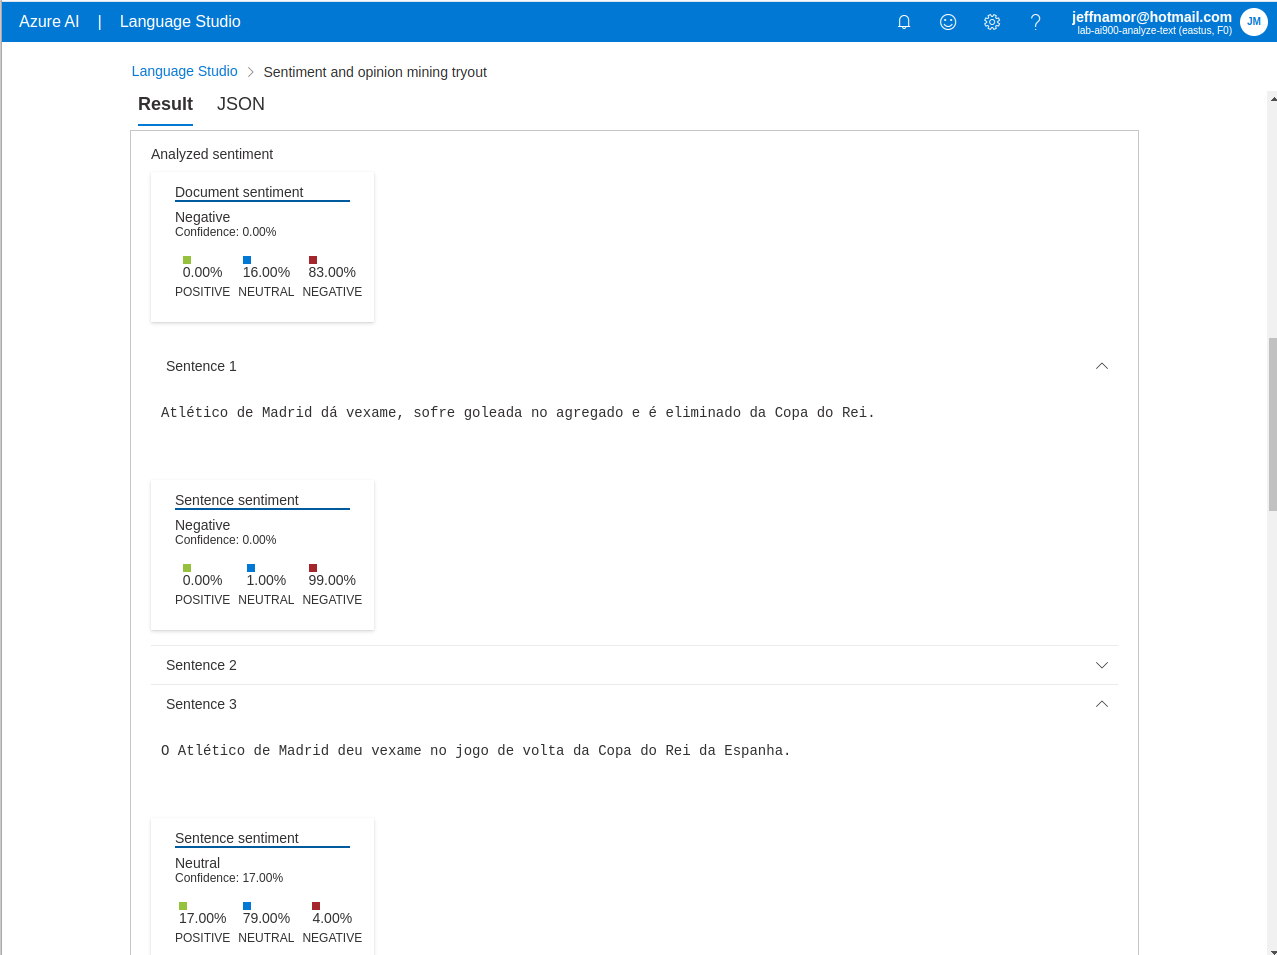 Azure AI | Language Studio
jeffnamor@hotmail.com
lab-ai900-analyze-text (eastus, F0)
JM
Language Studio > Sentiment and opinion mining tryout
Result JSON
Analyzed sentiment
Document sentiment
Negative
Confidence: 0.00%
0.00% 16.00% 83.00%
POSITIVE NEUTRAL NEGATIVE
Sentence 1
Atlético de Madrid dá vexame, sofre goleada no agregado e é eliminado da Copa do Rei.
Sentence sentiment
Negative
Confidence: 0.00%
0.00% 1.00% 99.00%
POSITIVE NEUTRAL NEGATIVE
Sentence 2
Sentence 3
O Atlético de Madrid deu vexame no jogo de volta da Copa do Rei da Espanha.
Sentence sentiment
Neutral
Confidence: 17.00%
17.00% 79.00% 4.00%
POSITIVE NEUTRAL NEGATIVE